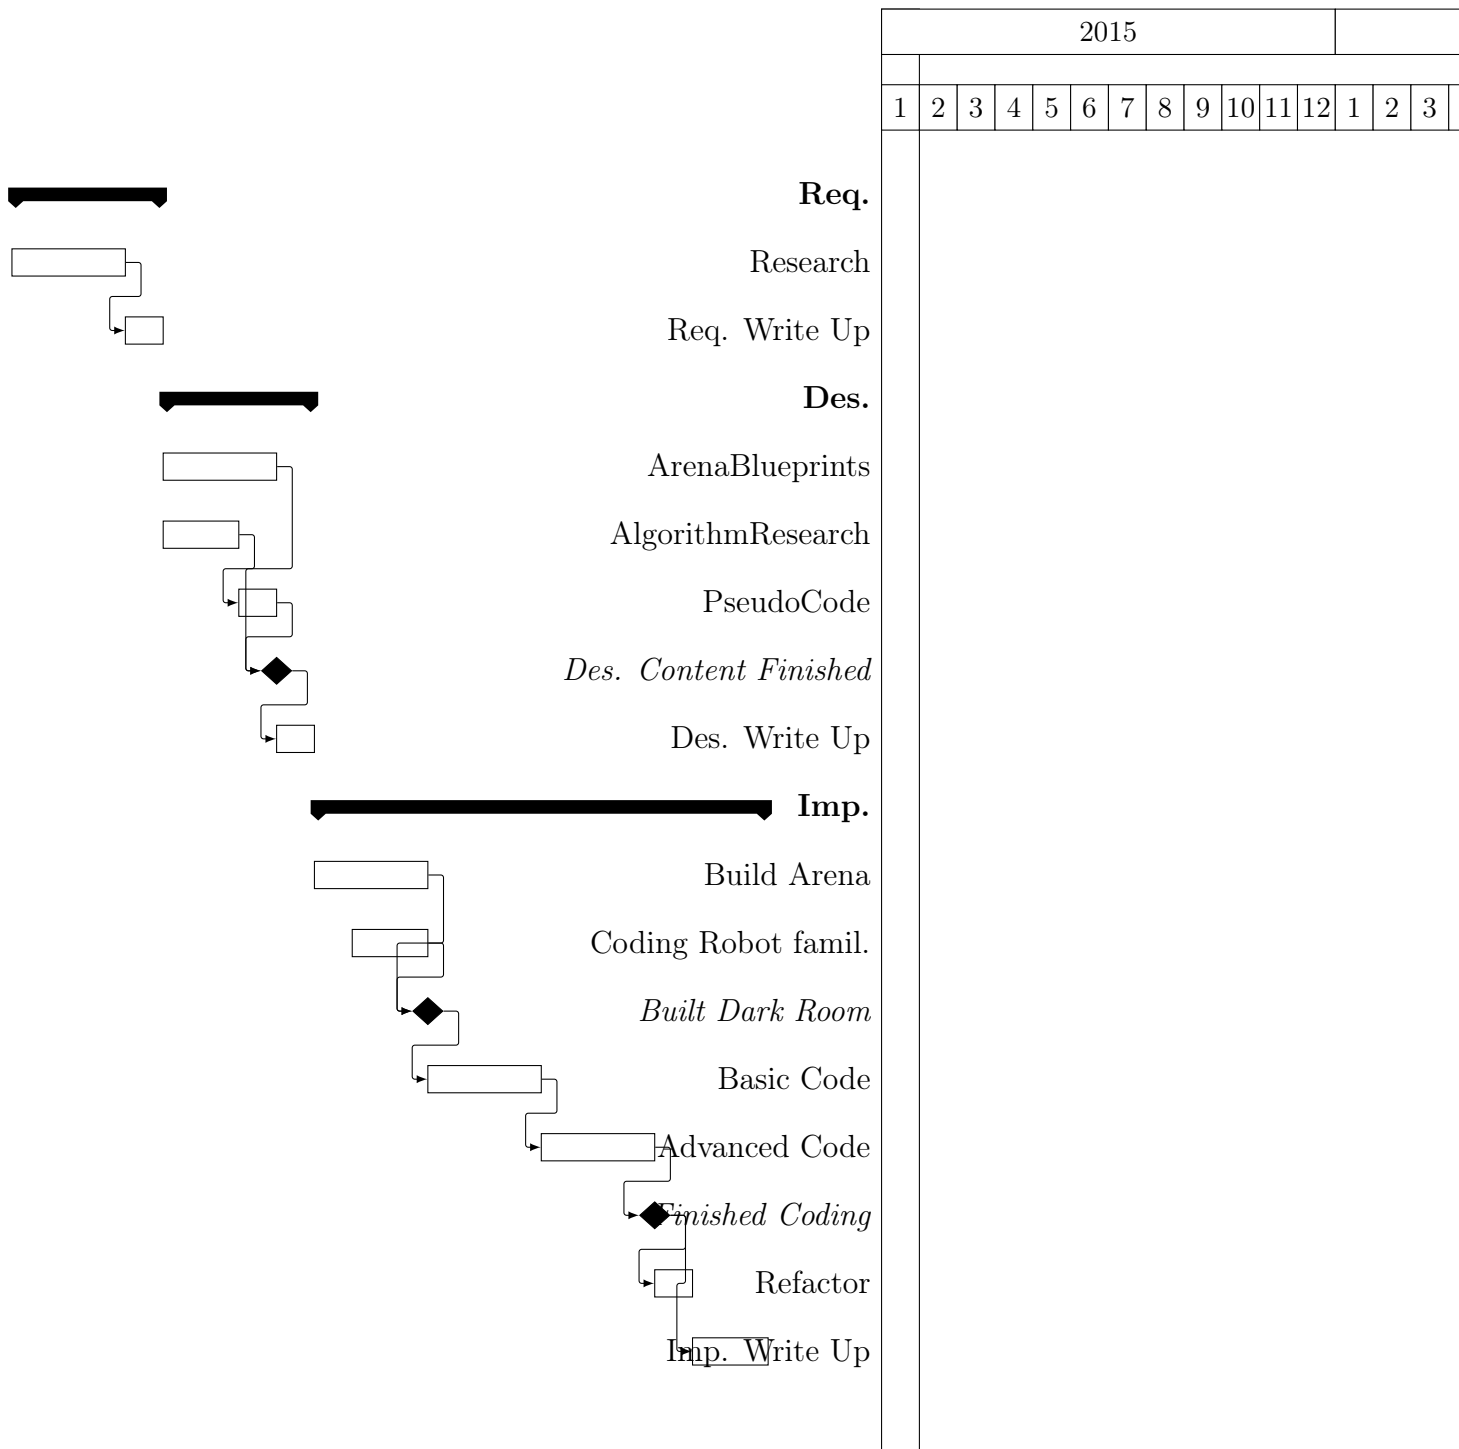 2015
1 2 3 4 5 6 7 8 9 10 11 12 1 2 3
Req.
Research
Req. Write Up
Des.
ArenaBlueprints
AlgorithmResearch
PseudoCode
Des. Content Finished
Des. Write Up
Imp.
Build Arena
Coding Robot famil.
Built Dark Room
Basic Code
Advanced Code
Finished Coding
Refactor
Imp. Write Up